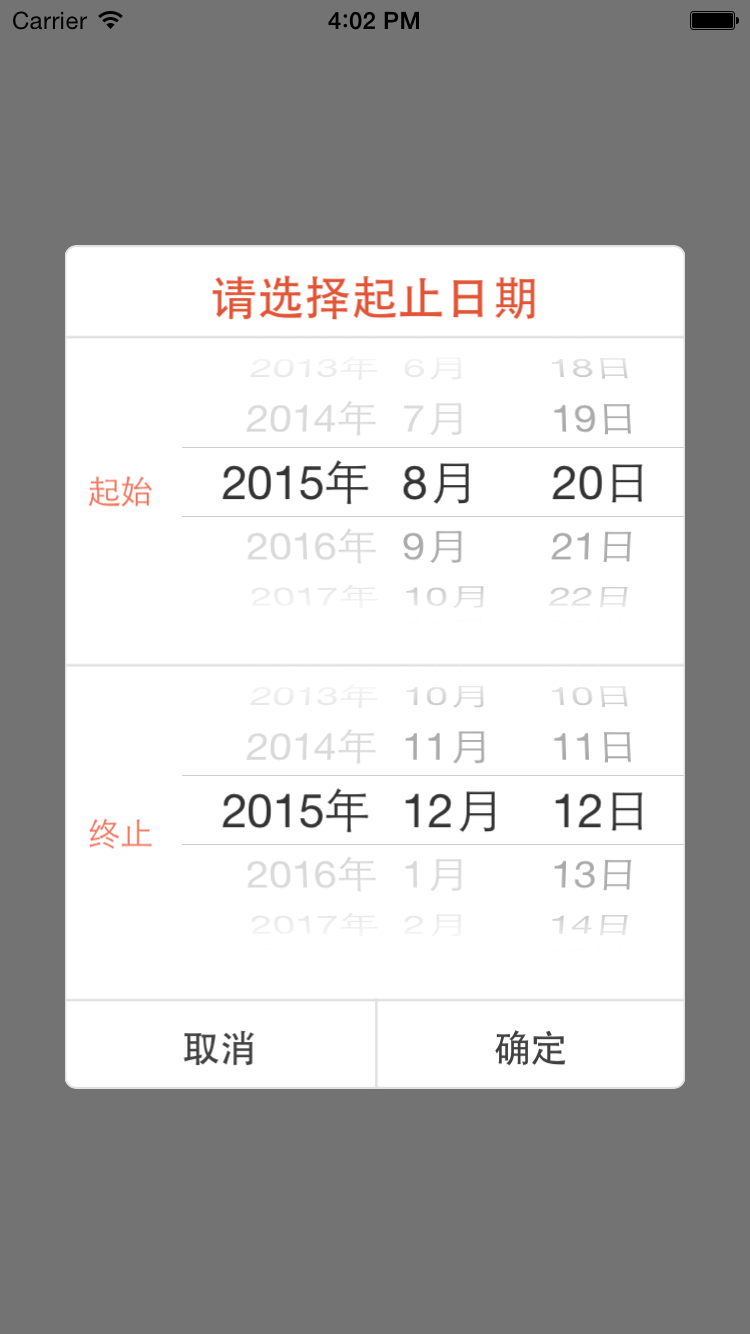 Carrier 4:02 PM
请选择起止日期
2013年 6月 18日
2014年 7月 19日
起始 2015年 8月 20日
2016年 9月 21日
2017年 10月 22日
2013年 10月 10日
2014年 11月 11日
终止 2015年 12月 12日
2016年 1月 13日
2017年 2月 14日
取消 确定